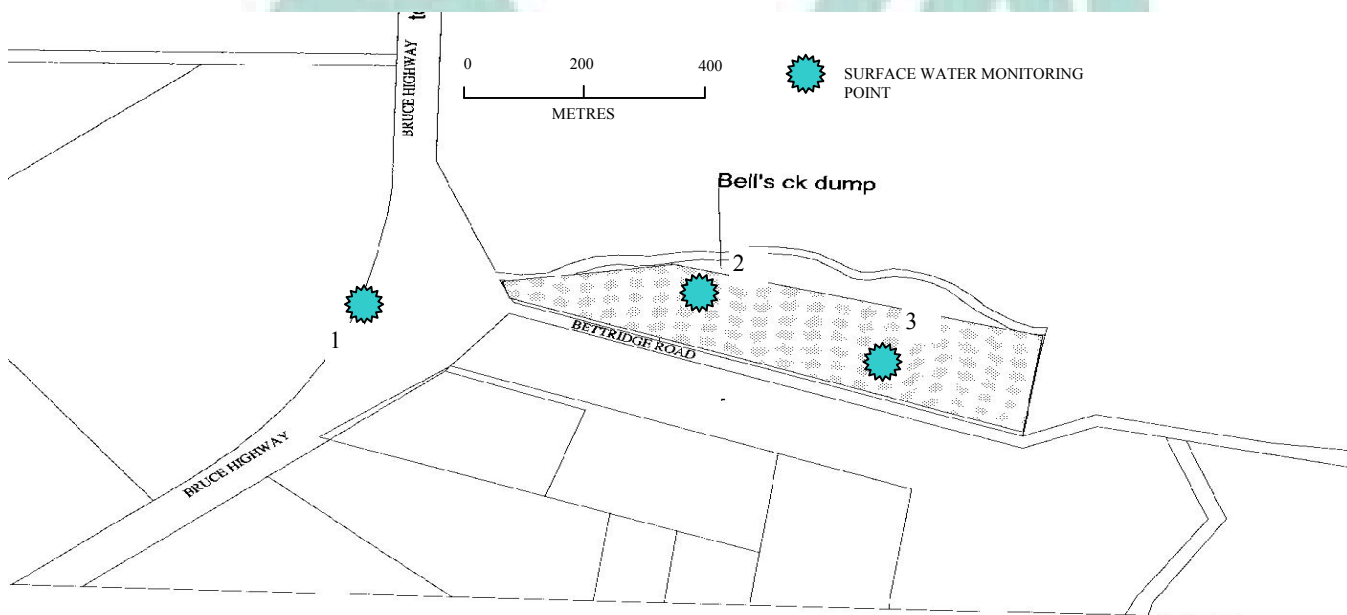 BRUCE HIGHWAY
0 200 400
METRES
SURFACE WATER MONITORING
POINT
Bell's ck dump
2
3
1
BETTRIDGE ROAD
BRUCE HIGHWAY